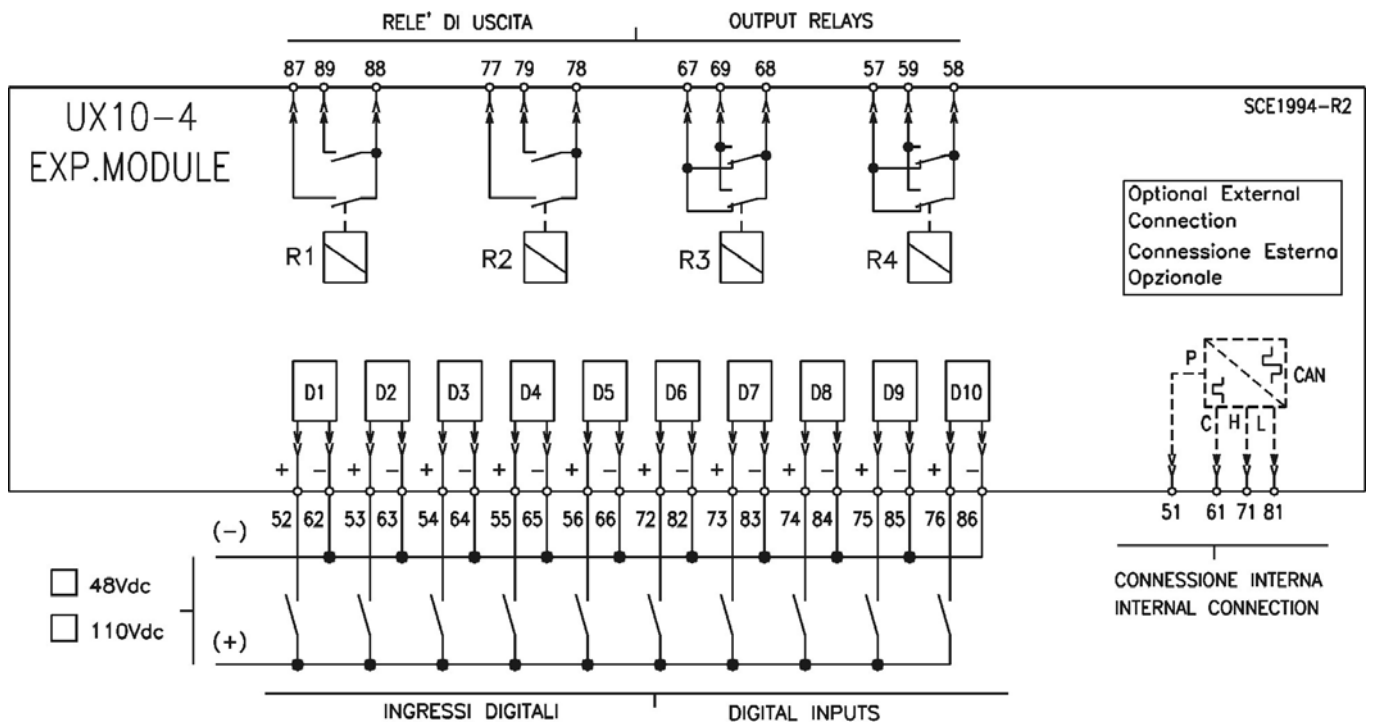 RELE' DI USCITA OUTPUT RELAYS
87 89 88 77 79 78 67 69 68 57 59 58
UX10-4
EXP.MODULE
SCE1994-R2
Optional External
Connection
Connessione Esterna
Opzionale
R1 R2 R3 R4
D1 D2 D3 D4 D5 D6 D7 D8 D9 D10
P CAN
C H L
+ - + - + - + - + - + - + - + - + - + -
52 62 53 63 54 64 55 65 56 66 72 82 73 83 74 84 75 85 76 86
51 61 71 81
(-)
48Vdc
110Vdc
(+)
CONNESSIONE INTERNA
INTERNAL CONNECTION
INGRESSI DIGITALI DIGITAL INPUTS